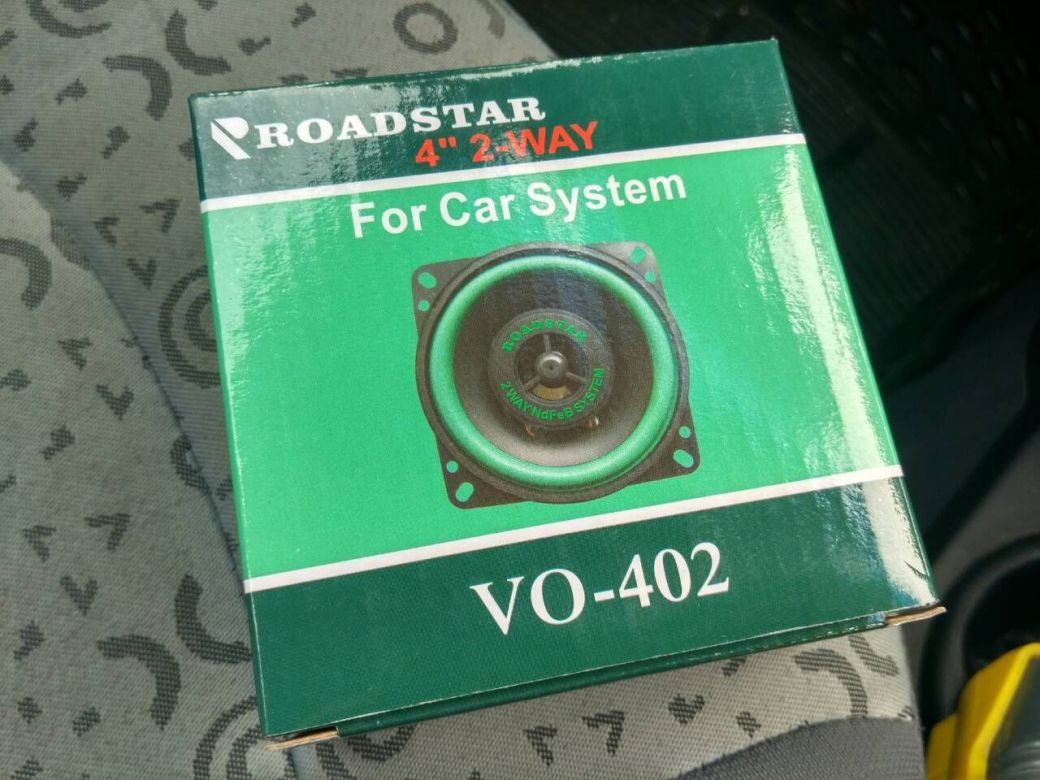 ROADSTAR
4" 2-WAY
For Car System
ROADSTAR
2 WAY NdFeB SYSTEM
VO-402